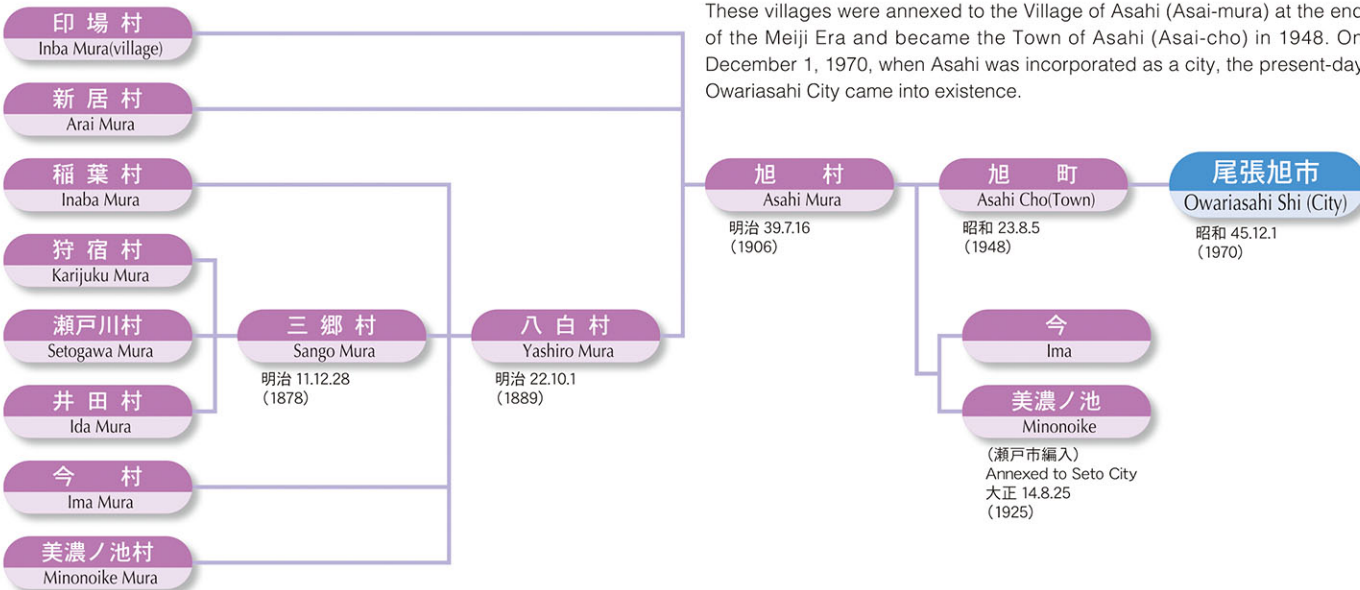 These villages were annexed to the Village of Asahi (Asai-mura) at the end
of the Meiji Era and became the Town of Asahi (Asai-cho) in 1948. On
December 1, 1970, when Asahi was incorporated as a city, the present-day
Owariasahi City came into existence.
印場村
Inba Mura(village)
新居村
Arai Mura
稲葉村
Inaba Mura
狩宿村
Karijuku Mura
瀬戸川村
Setogawa Mura
井田村
Ida Mura
今 村
Ima Mura
美濃ノ池村
Minonoike Mura
三郷村
Sango Mura
明治 11.12.28
(1878)
八白村
Yashiro Mura
明治 22.10.1
(1889)
旭 村
Asahi Mura
明治 39.7.16
(1906)
旭 町
Asahi Cho(Town)
昭和 23.8.5
(1948)
尾張旭市
Owariasahi Shi (City)
昭和 45.12.1
(1970)
今
Ima
美濃ノ池
Minonoike
(瀬戸市編入)
Annexed to Seto City
大正 14.8.25
(1925)